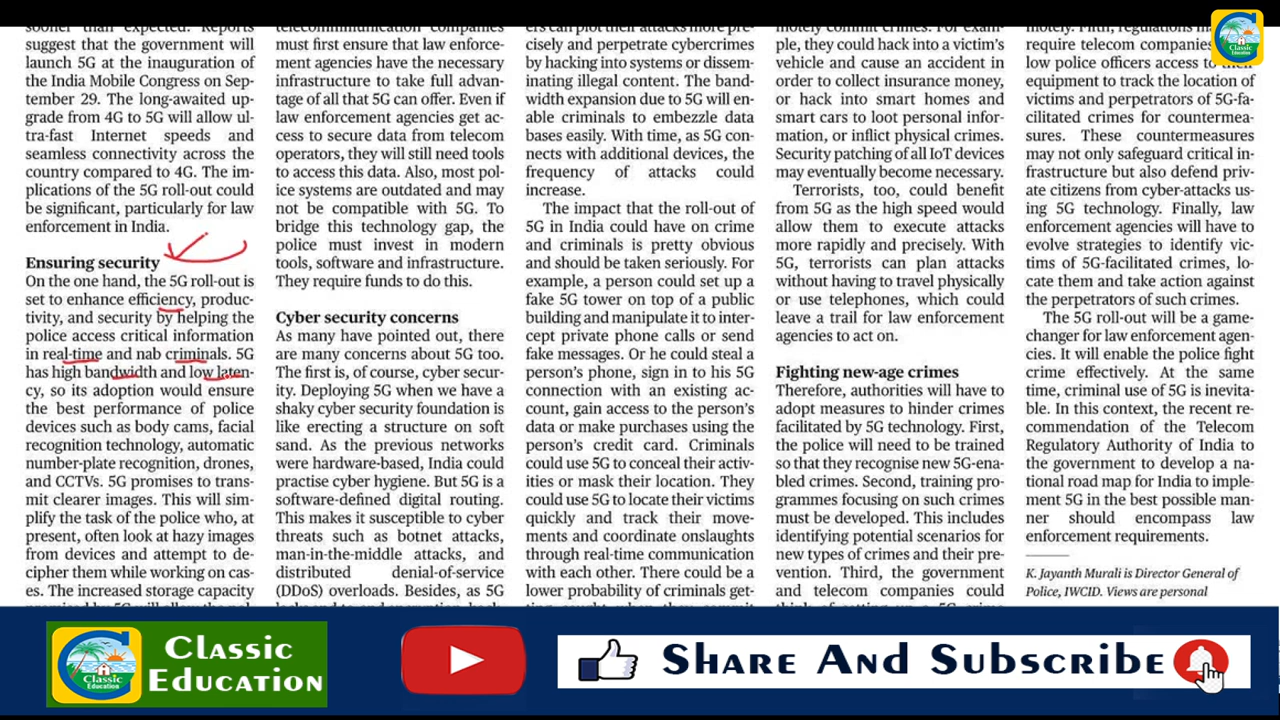 sooner than expected. Reports
suggest that the government will
launch 5G at the inauguration of
the India Mobile Congress on Sep-
tember 29. The long-awaited up-
grade from 4G to 5G will allow ul-
tra-fast Internet speeds and
seamless connectivity across the
country compared to 4G. The im-
plications of the 5G roll-out could
be significant, particularly for law
enforcement in India.
Ensuring security
On the one hand, the 5G roll-out is
set to enhance efficiency, produc-
tivity, and security by helping the
police access critical information
in real-time and nab criminals. 5G
has high bandwidth and low laten-
cy, so its adoption would ensure
the best performance of police
devices such as body cams, facial
recognition technology, automatic
number-plate recognition, drones,
and CCTVs. 5G promises to trans-
mit clearer images. This will sim-
plify the task of the police who, at
present, often look at hazy images
from devices and attempt to de-
cipher them while working on cas-
es. The increased storage capacity
telecommunication companies
must first ensure that law enforce-
ment agencies have the necessary
infrastructure to take full advan-
tage of all that 5G can offer. Even if
law enforcement agencies get ac-
cess to secure data from telecom
operators, they will still need tools
to access this data. Also, most pol-
ice systems are outdated and may
not be compatible with 5G. To
bridge this technology gap, the
police must invest in modern
tools, software and infrastructure.
They require funds to do this.
Cyber security concerns
As many have pointed out, there
are many concerns about 5G too.
The first is, of course, cyber secur-
ity. Deploying 5G when we have a
shaky cyber security foundation is
like erecting a structure on soft
sand. As the previous networks
were hardware-based, India could
practise cyber hygiene. But 5G is a
software-defined digital routing.
This makes it susceptible to cyber
threats such as botnet attacks,
man-in-the-middle attacks, and
distributed denial-of-service
(DDoS) overloads. Besides, as 5G
ers can plot their attacks more pre-
cisely and perpetrate cybercrimes
by hacking into systems or dissem-
inating illegal content. The band-
width expansion due to 5G will en-
able criminals to embezzle data
bases easily. With time, as 5G con-
nects with additional devices, the
frequency of attacks could
increase.
The impact that the roll-out of
5G in India could have on crime
and criminals is pretty obvious
and should be taken seriously. For
example, a person could set up a
fake 5G tower on top of a public
building and manipulate it to inter-
cept private phone calls or send
fake messages. Or he could steal a
person's phone, sign in to his 5G
connection with an existing ac-
count, gain access to the person's
data or make purchases using the
person's credit card. Criminals
could use 5G to conceal their activ-
ities or mask their location. They
could use 5G to locate their victims
quickly and track their move-
ments and coordinate onslaughts
through real-time communication
with each other. There could be a
lower probability of criminals get-
motely commit crimes. For exam-
ple, they could hack into a victim's
vehicle and cause an accident in
order to collect insurance money,
or hack into smart homes and
smart cars to loot personal infor-
mation, or inflict physical crimes.
Security patching of all IoT devices
may eventually become necessary.
Terrorists, too, could benefit
from 5G as the high speed would
allow them to execute attacks
more rapidly and precisely. With
5G, terrorists can plan attacks
without having to travel physically
or use telephones, which could
leave a trail for law enforcement
agencies to act on.
Fighting new-age crimes
Therefore, authorities will have to
adopt measures to hinder crimes
facilitated by 5G technology. First,
the police will need to be trained
so that they recognise new 5G-ena-
bled crimes. Second, training pro-
grammes focusing on such crimes
must be developed. This includes
identifying potential scenarios for
new types of crimes and their pre-
vention. Third, the government
and telecom companies could
require telecom companies
low police officers access to their
equipment to track the location of
victims and perpetrators of 5G-fa-
cilitated crimes for countermea-
sures. These countermeasures
may not only safeguard critical in-
frastructure but also defend priv-
ate citizens from cyber-attacks us-
ing 5G technology. Finally, law
enforcement agencies will have to
evolve strategies to identify vic-
tims of 5G-facilitated crimes, lo-
cate them and take action against
the perpetrators of such crimes.
The 5G roll-out will be a game-
changer for law enforcement agen-
cies. It will enable the police fight
crime effectively. At the same
time, criminal use of 5G is inevita-
ble. In this context, the recent re-
commendation of the Telecom
Regulatory Authority of India to
the government to develop a na-
tional road map for India to imple-
ment 5G in the best possible man-
ner should encompass law
enforcement requirements.
K. Jayanth Murali is Director General of
Police, IWCID. Views are personal
Classic
Education
Classic
Education
Classic
Education
Share And Subscribe